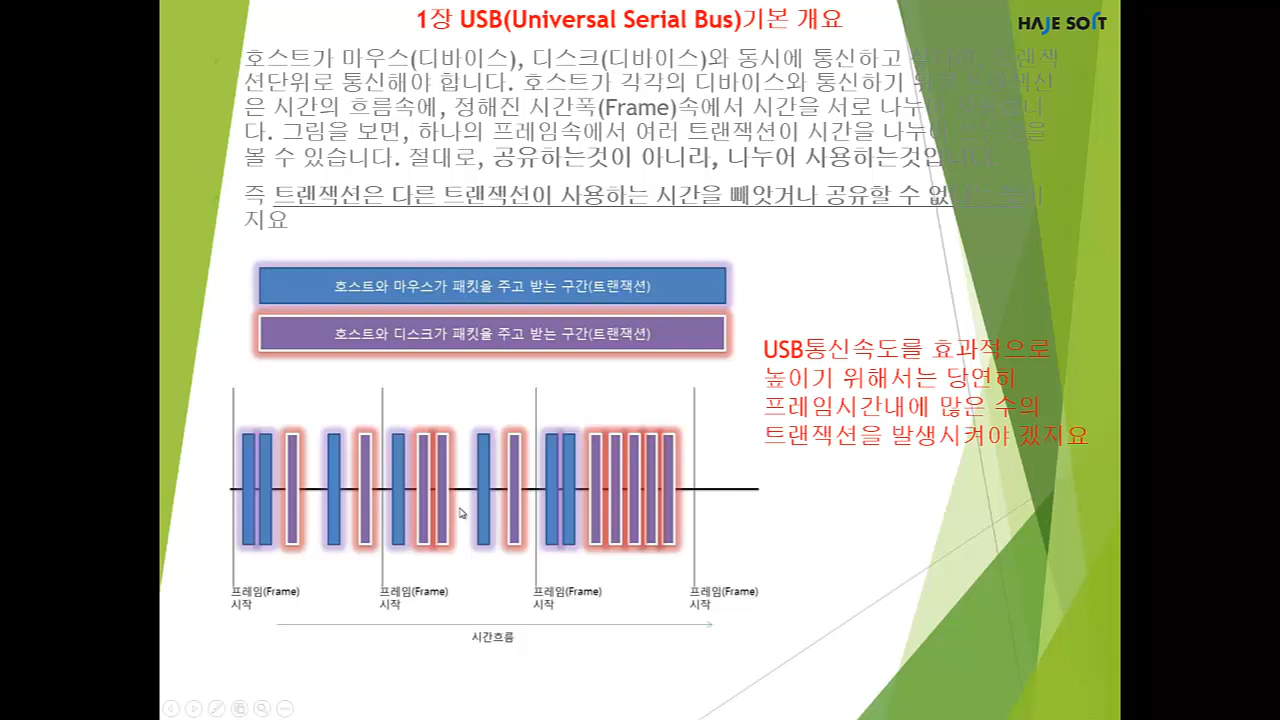 1장 USB(Universal Serial Bus)기본 개요
HAJE SOFT
호스트가 마우스(디바이스), 디스크(디바이스)와 동시에 통신하고
션단위로 통신해야 합니다. 호스트가 각각의 디바이스와 통신하기
은 시간의 흐름속에, 정해진 시간폭(Frame)속에서 시간을 서로
다. 그림을 보면, 하나의 프레임속에서 여러 트랜잭션이 시간을
볼 수 있습니다. 절대로, 공유하는것이 아니라, 나누어 사용하는것입니다.
즉 트랜잭션은 다른 트랜잭션이 사용하는 시간을 빼앗거나 공유할 수
지요
호스트와 마우스가 패킷을 주고 받는 구간(트랜잭션)
호스트와 디스크가 패킷을 주고 받는 구간(트랜잭션)
USB통신속도를 효과적으로
높이기 위해서는 당연히
프레임시간내에 많은 수의
트랜잭션을 발생시켜야 겠지요
프레임(Frame) 프레임(Frame) 프레임(Frame) 프레임(Frame)
시작 시작 시작 시작
시간흐름